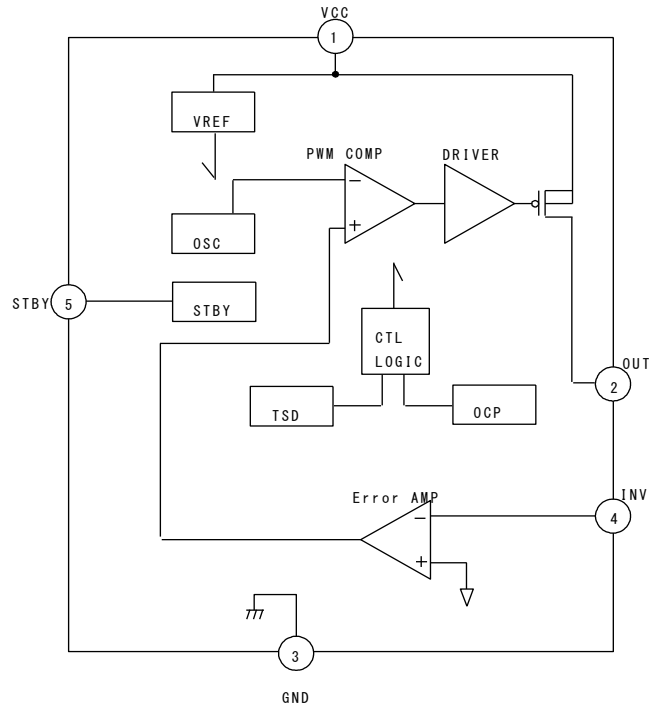 VCC
1
VREF
PWM COMP
DRIVER
−
OSC
+
STBY
5
STBY
CTL
LOGIC
OUT
2
TSD
OCP
Error AMP
INV
−
4
+
3
GND